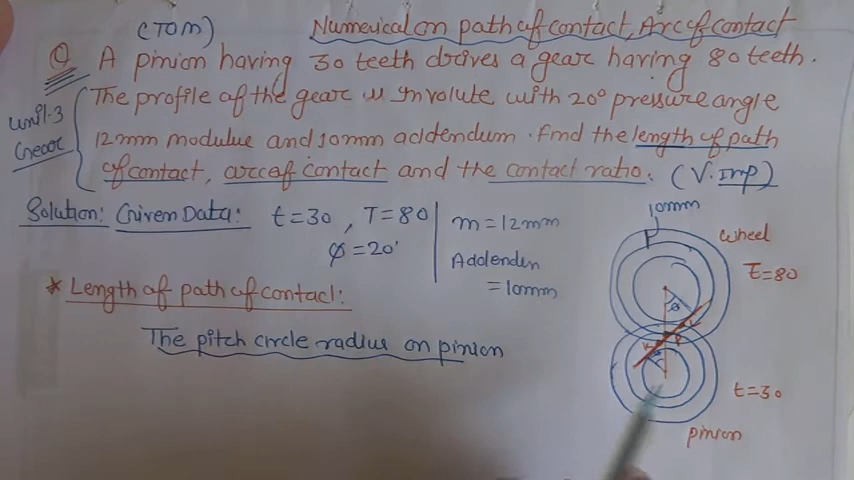 (TOM)
Numerical on path of contact, Arc of contact
Q A pinion having 30 teeth drives a gear having 80 teeth.
Unit-3
Gear
The profile of the gear is Involute with 20° pressure angle
12mm modulue and 10mm addendum. Find the length of path
of contact, arc of contact and the contact ratio. (V.Imp)
Solution: Given Data: t=30, T=80
φ=20°
m=12mm
Addenden
=10mm
* Length of path of contact:
The pitch circle radius on pinion
10mm
wheel
T=80
t=30
pinion